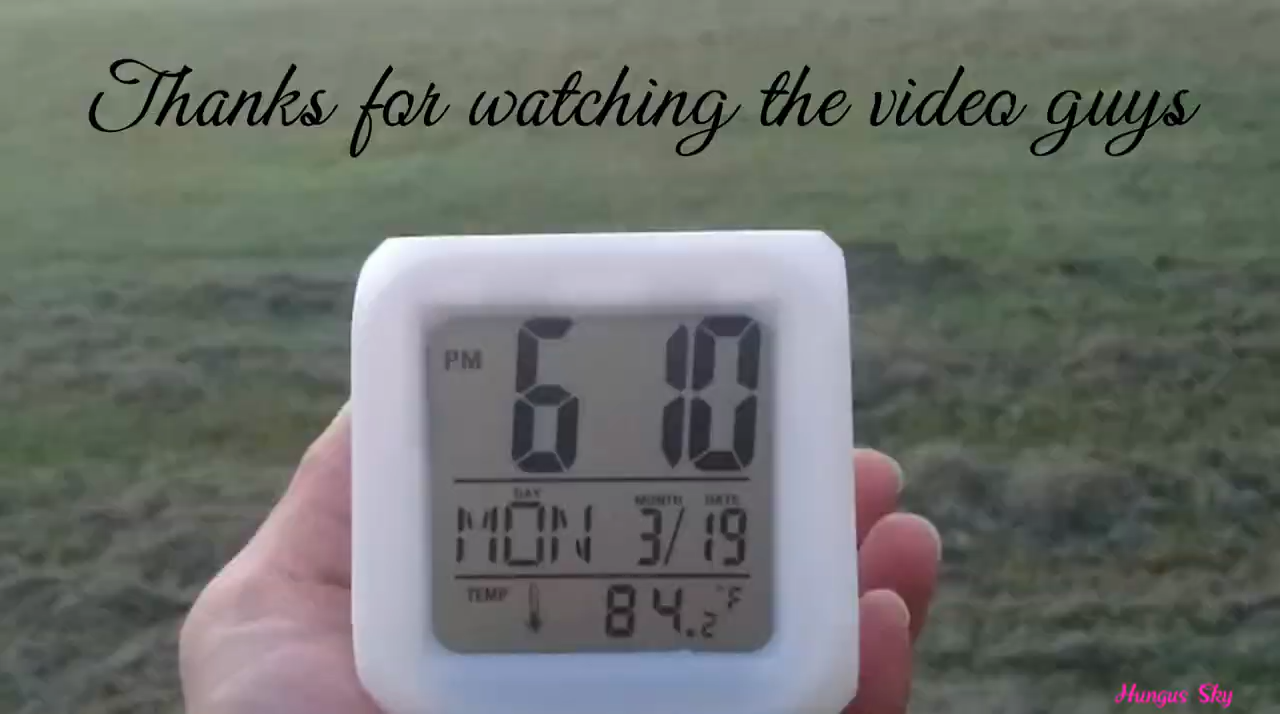 Thanks for watching the video guys
PM 6 10
DAY MONTH DATE
MON 3/19
TEMP 84.2 °F
Hungus Sky